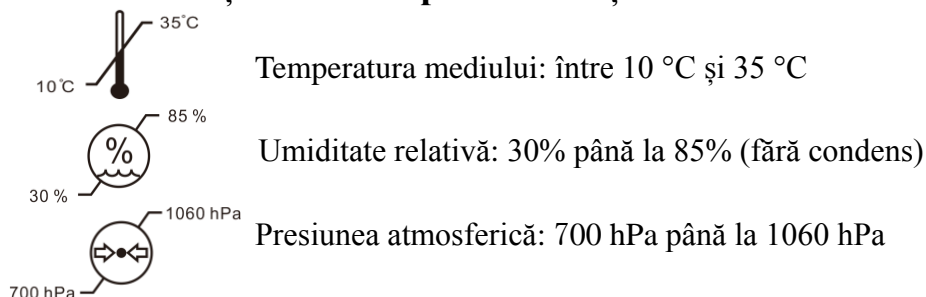 35°C
10°C
Temperatura mediului: între 10 °C și 35 °C
85 %
%
Umiditate relativă: 30% până la 85% (fără condens)
30 %
1060 hPa
Presiunea atmosferică: 700 hPa până la 1060 hPa
700 hPa